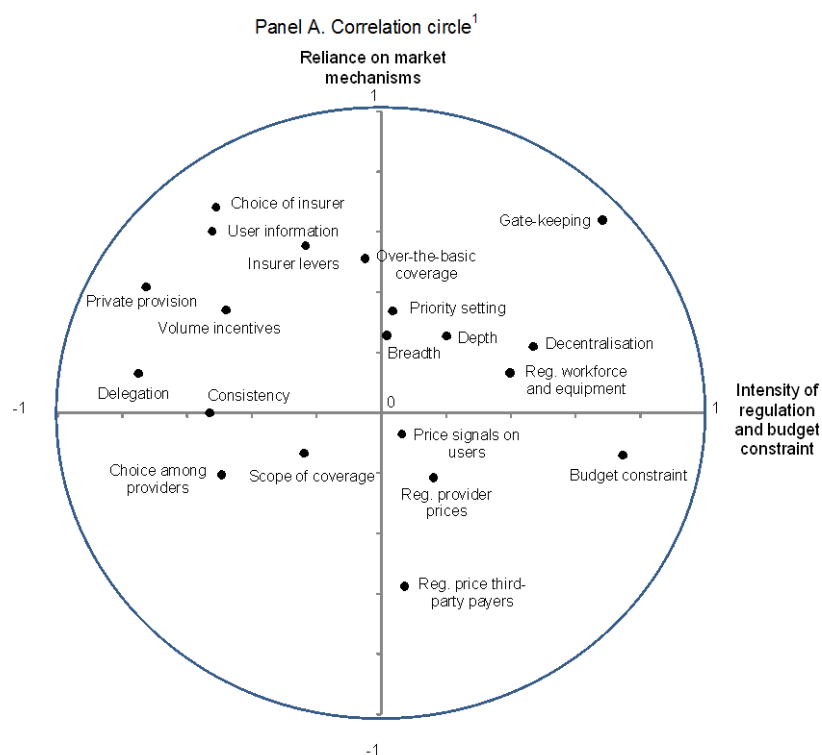 Panel A. Correlation circle1
Reliance on market
mechanisms
1
Choice of insurer
Gate-keeping
User information
Insurer levers
Over-the-basic
coverage
Private provision
Priority setting
Volume incentives
Depth
Decentralisation
Breadth
Reg. workforce
and equipment
Delegation
Consistency
-1
0
1
Intensity of
regulation
and budget
constraint
Price signals on
users
Choice among
providers
Scope of coverage
Budget constraint
Reg. provider
prices
Reg. price third-
party payers
-1